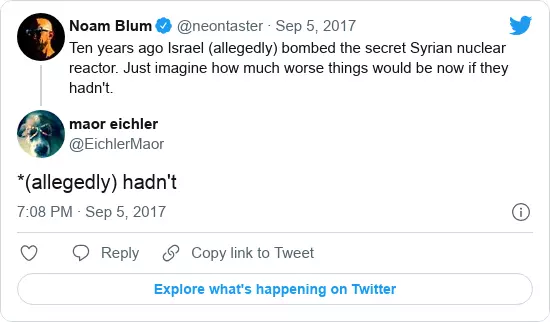 Noam Blum @neontaster · Sep 5, 2017
Ten years ago Israel (allegedly) bombed the secret Syrian nuclear
reactor. Just imagine how much worse things would be now if they
hadn't.
maor eichler
@EichlerMaor
*(allegedly) hadn't
7:08 PM · Sep 5, 2017
Reply Copy link to Tweet
Explore what's happening on Twitter